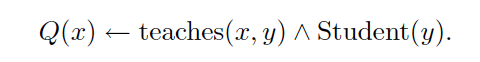 Q(x) ← teaches(x, y) ∧ Student(y).